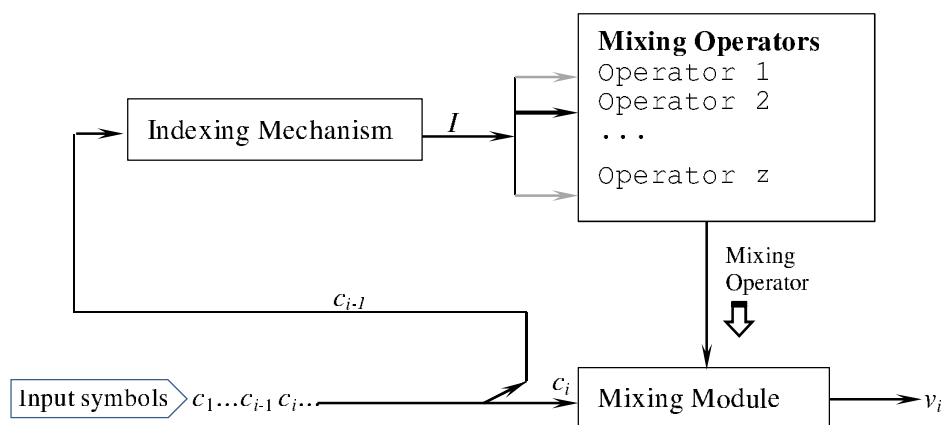 Mixing Operators
Operator 1
Operator 2
...
Operator z
Indexing Mechanism
I
Mixing
Operator
c_{i-1}
Input symbols
c_1...c_{i-1} c_i...
c_i
Mixing Module
v_i